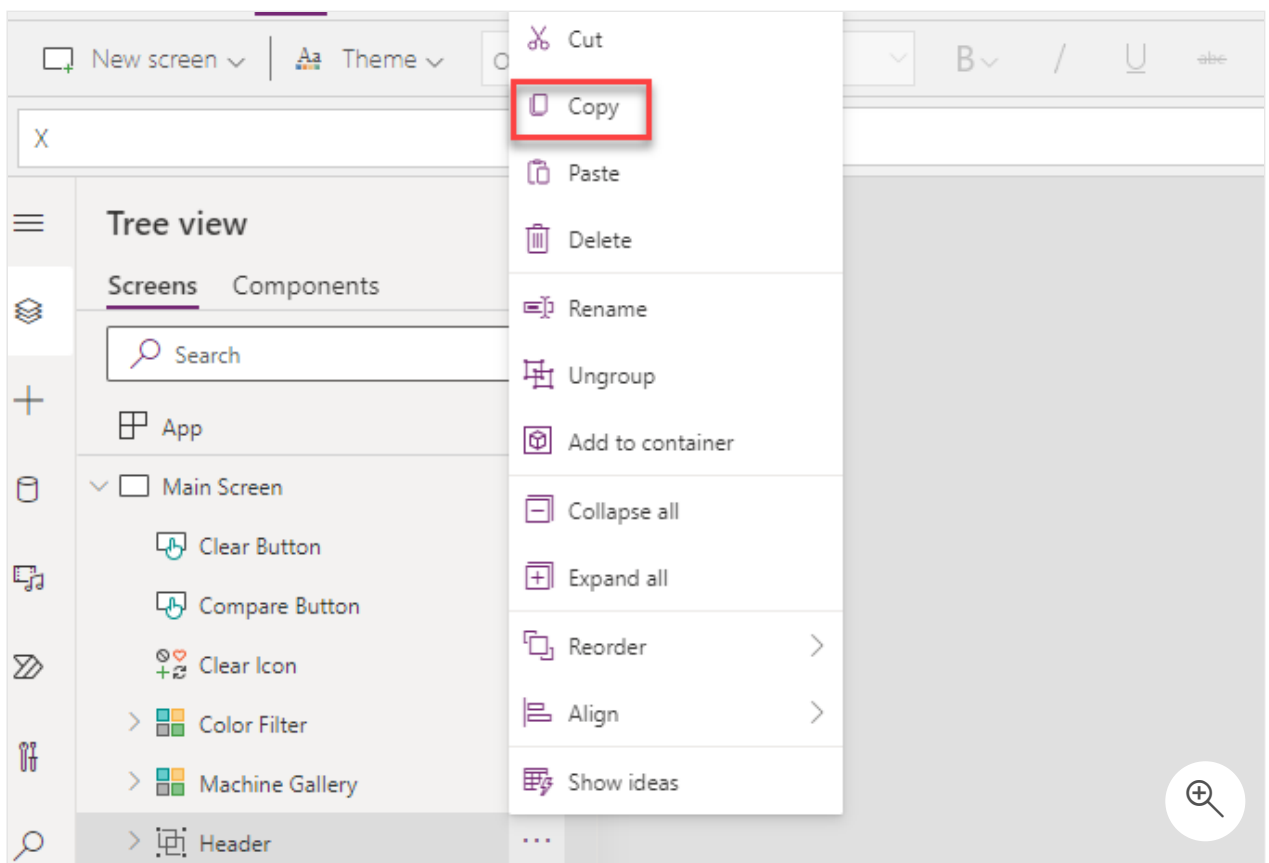 New screen
Aa Theme
B / U abc
X
Cut
Copy
Paste
Delete
Rename
Ungroup
Add to container
Collapse all
Expand all
Reorder
Align
Show ideas
Tree view
Screens Components
Search
App
Main Screen
Clear Button
Compare Button
Clear Icon
Color Filter
Machine Gallery
Header